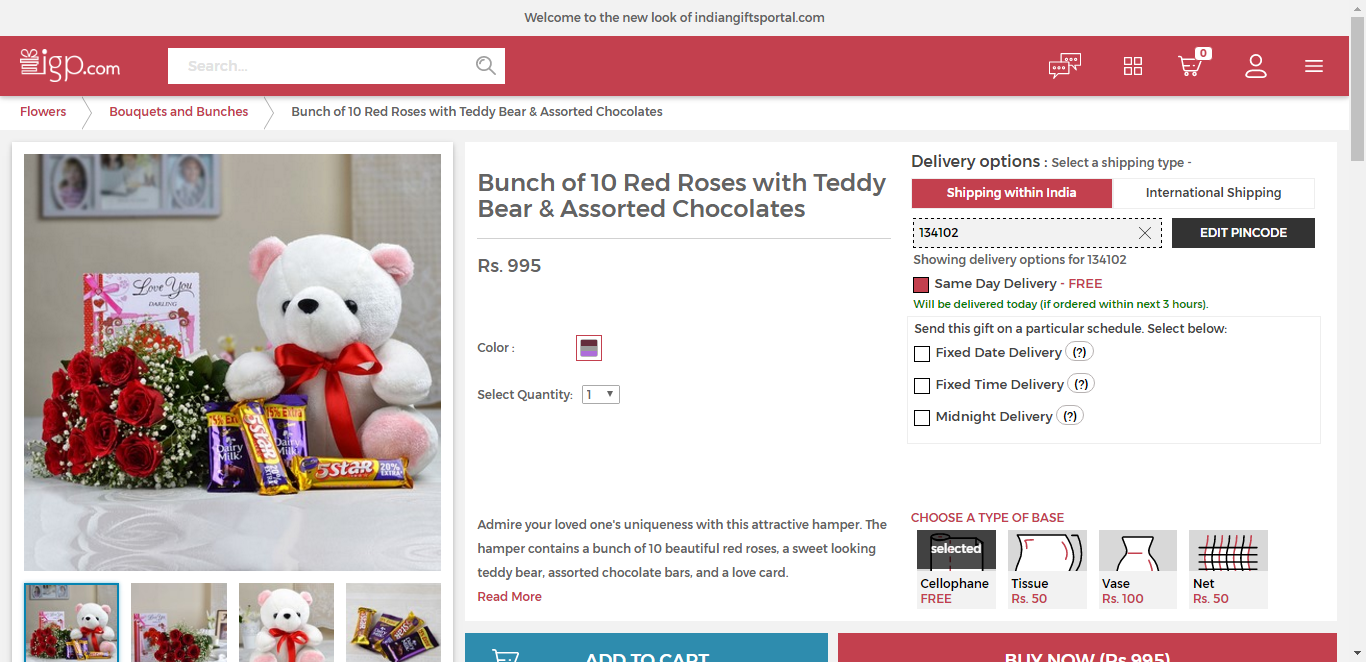 Welcome to the new look of indiangiftsportal.com
igp.com
Search...
0
Flowers
Bouquets and Bunches
Bunch of 10 Red Roses with Teddy Bear & Assorted Chocolates
Love You
DARLING
15% EXTRA
Dairy Milk
5STAR
Dairy Milk
5STAR
20% EXTRA
Bunch of 10 Red Roses with Teddy
Bear & Assorted Chocolates
Rs. 995
Color :
Select Quantity: 1
Admire your loved one's uniqueness with this attractive hamper. The
hamper contains a bunch of 10 beautiful red roses, a sweet looking
teddy bear, assorted chocolate bars, and a love card.
Read More
Delivery options : Select a shipping type -
Shipping within India
International Shipping
134102
EDIT PINCODE
Showing delivery options for 134102
Same Day Delivery - FREE
Will be delivered today (if ordered within next 3 hours).
Send this gift on a particular schedule. Select below:
Fixed Date Delivery (?)
Fixed Time Delivery (?)
Midnight Delivery (?)
CHOOSE A TYPE OF BASE
selected
Cellophane
FREE
Tissue
Rs. 50
Vase
Rs. 100
Net
Rs. 50
ADD TO CART
BUY NOW (Rs 995)